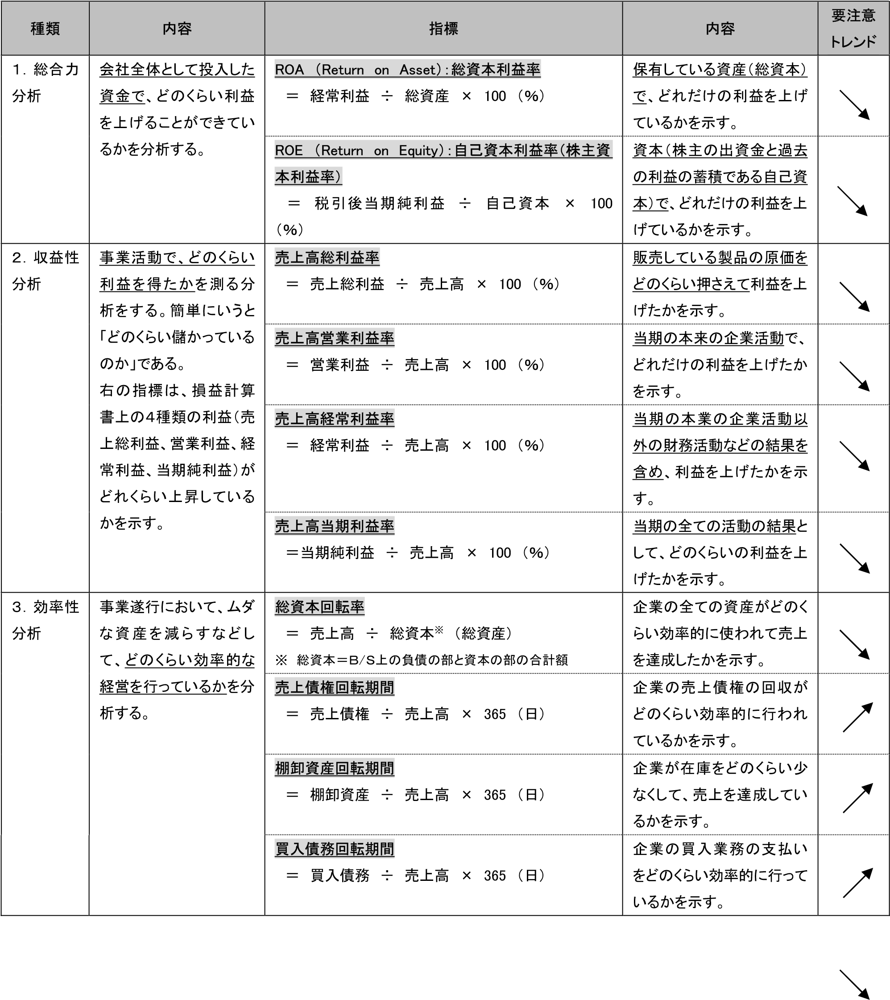 種類
内容
指標
内容
要注意
トレンド
1．総合力
分析
会社全体として投入した
資金で、どのくらい利益
を上げることができてい
るかを分析する。
ROA （Return on Asset）：総資本利益率
＝ 経常利益 ÷ 総資産 × 100 （％）
保有している資産（総資本）
で、どれだけの利益を上げ
ているかを示す。
ROE （Return on Equity）：自己資本利益率（株主資
本利益率）
＝ 税引後当期純利益 ÷ 自己資本 × 100
（％）
資本（株主の出資金と過去
の利益の蓄積である自己資
本）で、どれだけの利益を上
げているかを示す。
2．収益性
分析
事業活動で、どのくらい
利益を得たかを測る分
析をする。簡単にいうと
「どのくらい儲かっている
のか」である。
右の指標は、損益計算
書上の4種類の利益（売
上総利益、営業利益、経
常利益、当期純利益）が
どれくらい上昇している
かを示す。
売上高総利益率
＝ 売上総利益 ÷ 売上高 × 100 （％）
販売している製品の原価を
どのくらい押さえて利益を上
げたかを示す。
売上高営業利益率
＝ 営業利益 ÷ 売上高 × 100 （％）
当期の本来の企業活動で、
どれだけの利益を上げたか
を示す。
売上高経常利益率
＝ 経常利益 ÷ 売上高 × 100 （％）
当期の本業の企業活動以
外の財務活動などの結果を
含め、利益を上げたかを示
す。
売上高当期利益率
＝当期純利益 ÷ 売上高 × 100 （％）
当期の全ての活動の結果と
して、どのくらいの利益を上
げたかを示す。
3．効率性
分析
事業遂行において、ムダ
な資産を減らすなどし
て、どのくらい効率的な
経営を行っているかを分
析する。
総資本回転率
＝ 売上高 ÷ 総資本※（総資産）
※ 総資本＝B/S上の負債の部と資本の部の合計額
企業の全ての資産がどのく
らい効率的に使われて売上
を達成したかを示す。
売上債権回転期間
＝ 売上債権 ÷ 売上高 × 365 （日）
企業の売上債権の回収が
どのくらい効率的に行われ
ているかを示す。
棚卸資産回転期間
＝ 棚卸資産 ÷ 売上高 × 365 （日）
企業が在庫をどのくらい少
なくして、売上を達成してい
るかを示す。
買入債務回転期間
＝ 買入債務 ÷ 売上高 × 365 （日）
企業の買入業務の支払い
をどのくらい効率的に行って
いるかを示す。